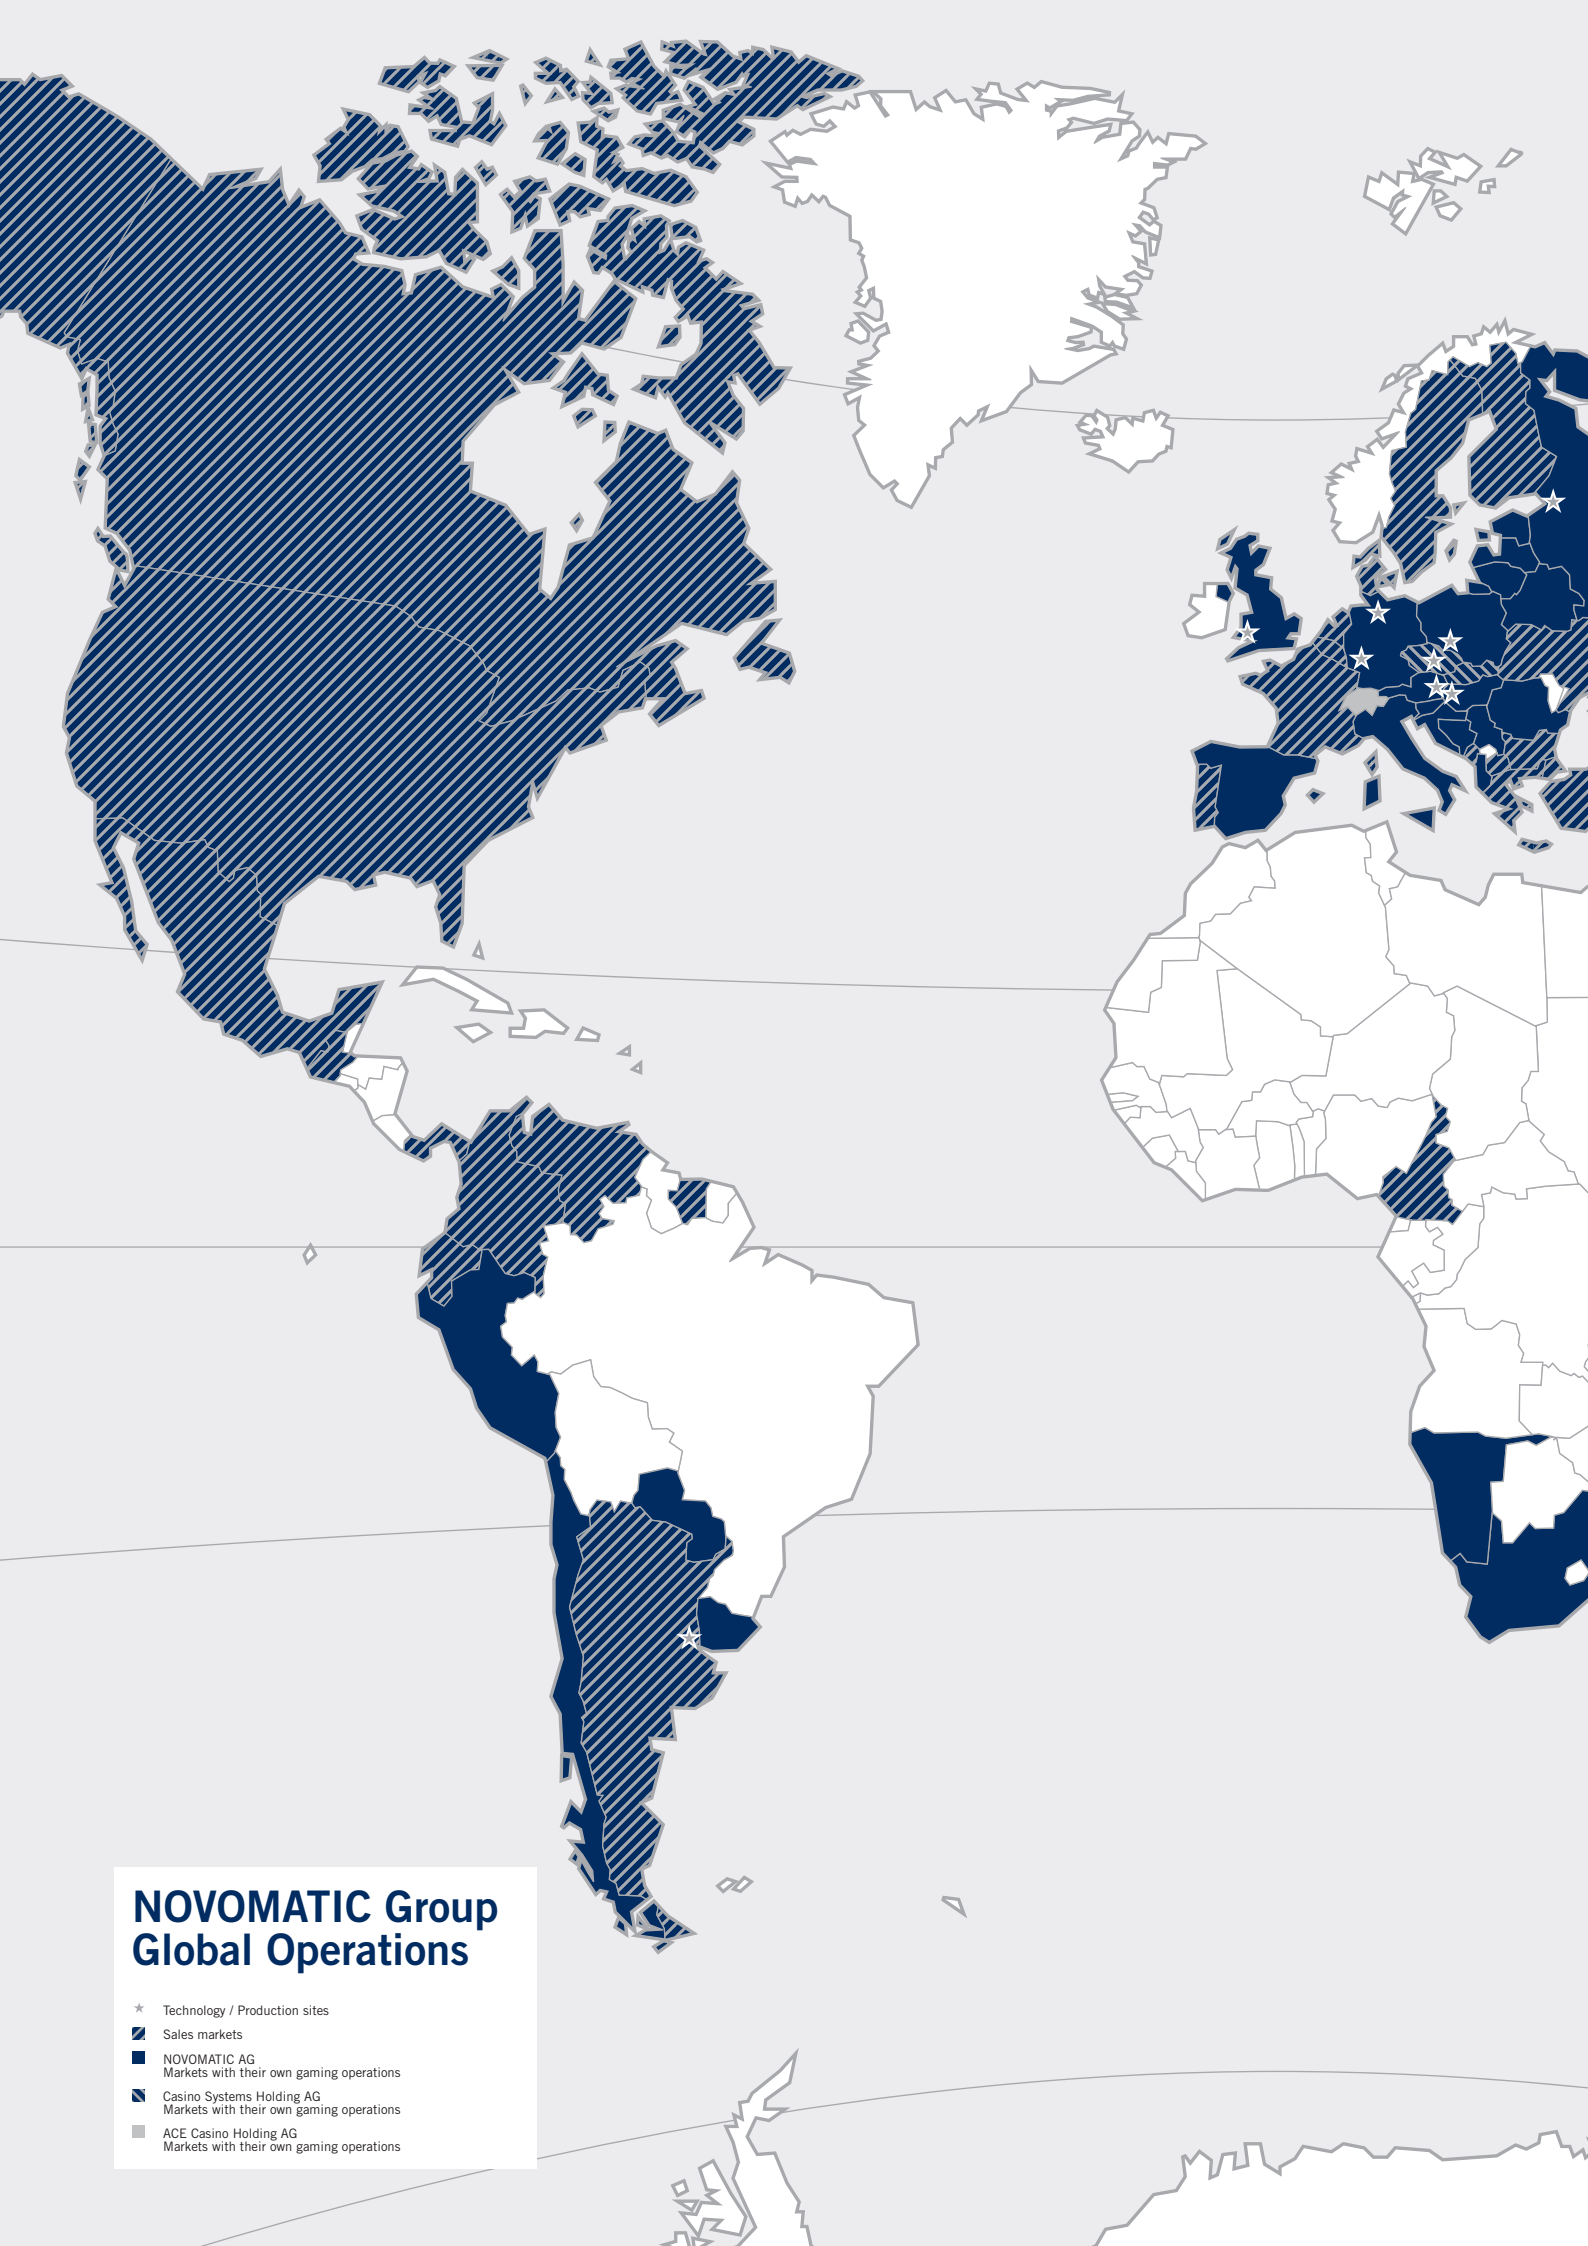 NOVOMATIC Group
Global Operations
Technology / Production sites
Sales markets
NOVOMATIC AG
Markets with their own gaming operations
Casino Systems Holding AG
Markets with their own gaming operations
ACE Casino Holding AG
Markets with their own gaming operations